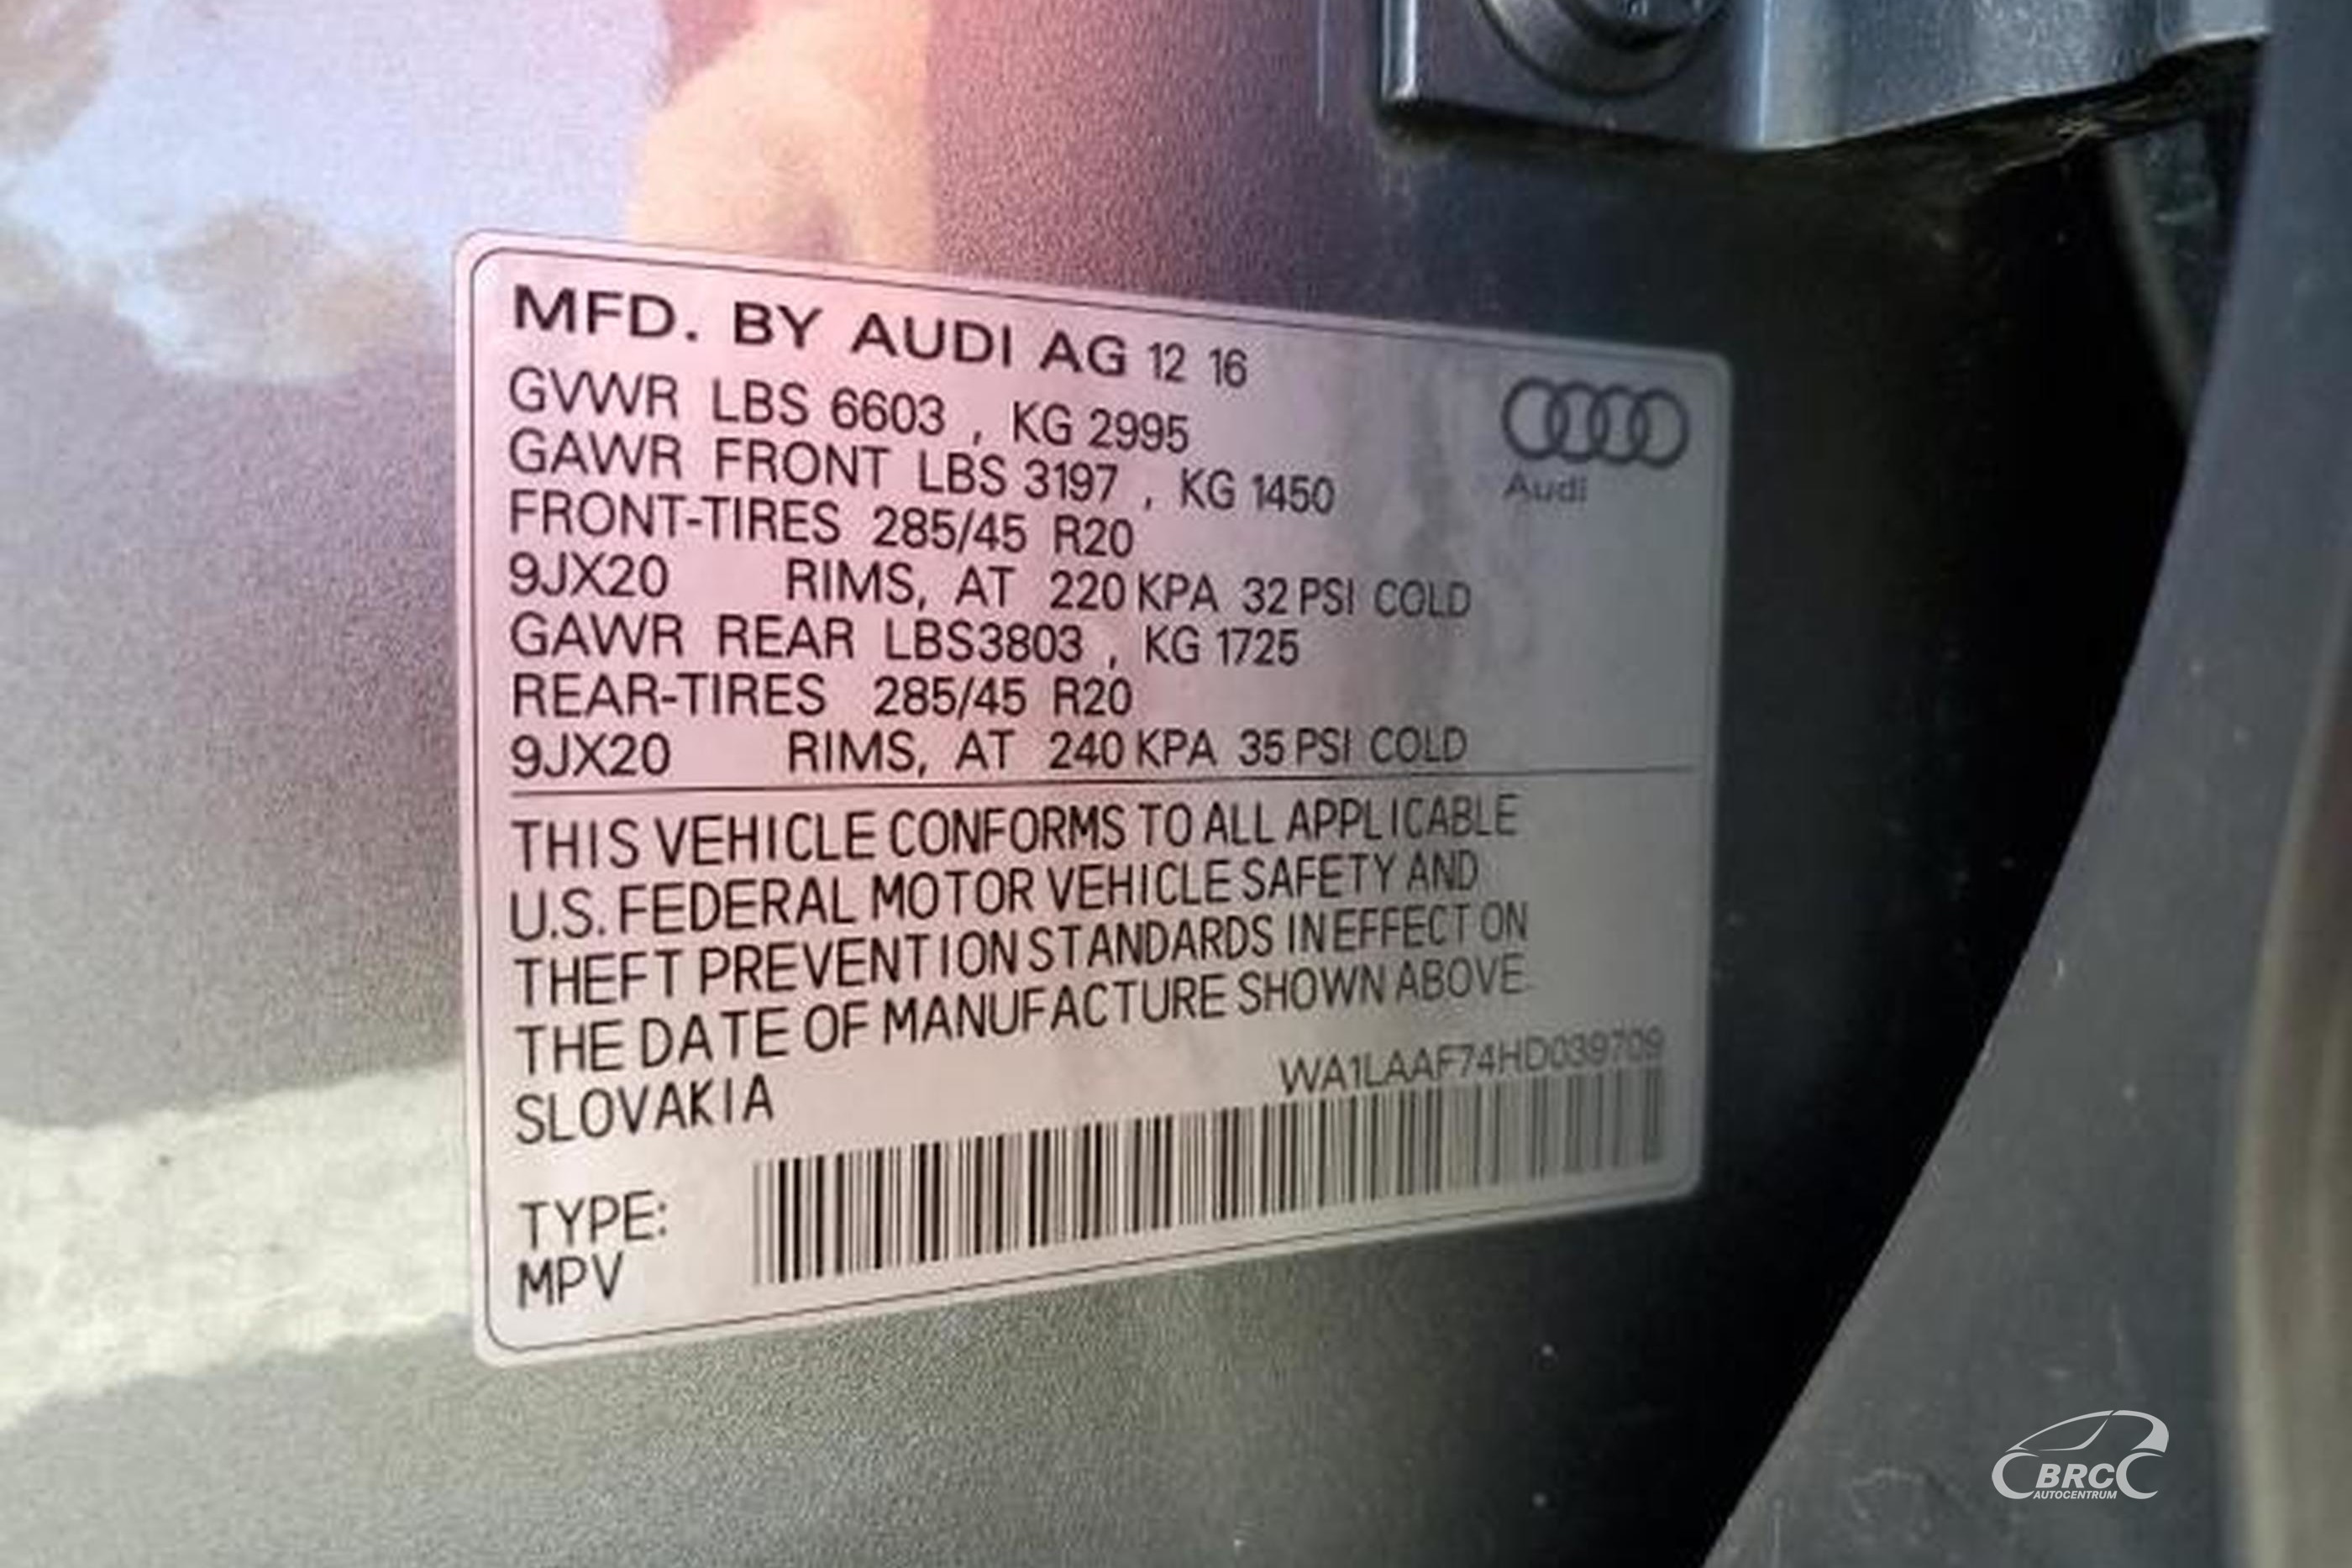 MFD. BY AUDI AG 12 16
GVWR LBS 6603 , KG 2995
GAWR FRONT LBS 3197 , KG 1450
FRONT-TIRES 285/45 R20
9JX20 RIMS, AT 220 KPA 32 PSI COLD
GAWR REAR LBS3803 , KG 1725
REAR-TIRES 285/45 R20
9JX20 RIMS, AT 240 KPA 35 PSI COLD
Audi
THIS VEHICLE CONFORMS TO ALL APPLICABLE
U.S. FEDERAL MOTOR VEHICLE SAFETY AND
THEFT PREVENTION STANDARDS IN EFFECT ON
THE DATE OF MANUFACTURE SHOWN ABOVE.
SLOVAKIA
WA1LAAF74HD039709
TYPE:
MPV
BRC
AUTOCENTRUM